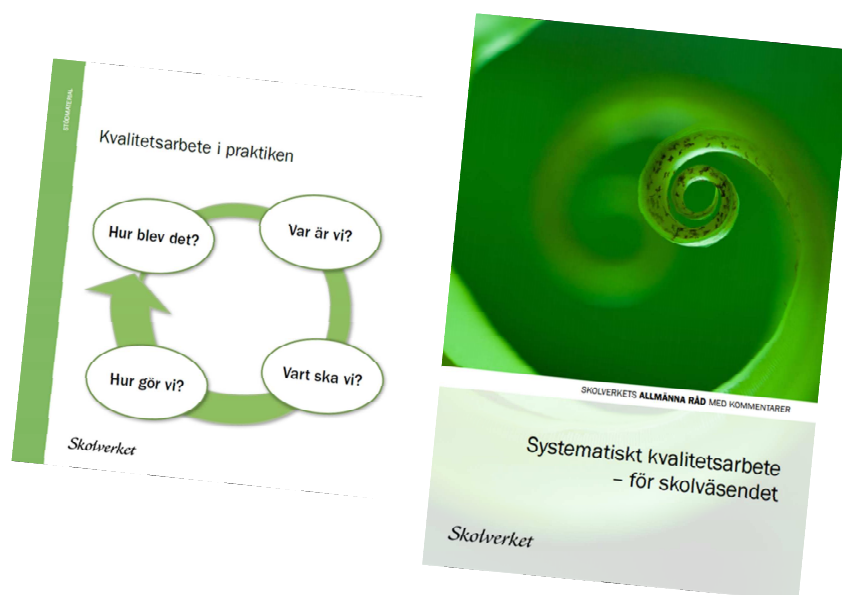 STÖDMATERIAL
Kvalitetsarbete i praktiken
Hur blev det?
Var är vi?
Hur gör vi?
Vart ska vi?
Skolverket
SKOLVERKETS ALLMÄNNA RÅD MED KOMMENTARER
Systematiskt kvalitetsarbete
– för skolväsendet
Skolverket